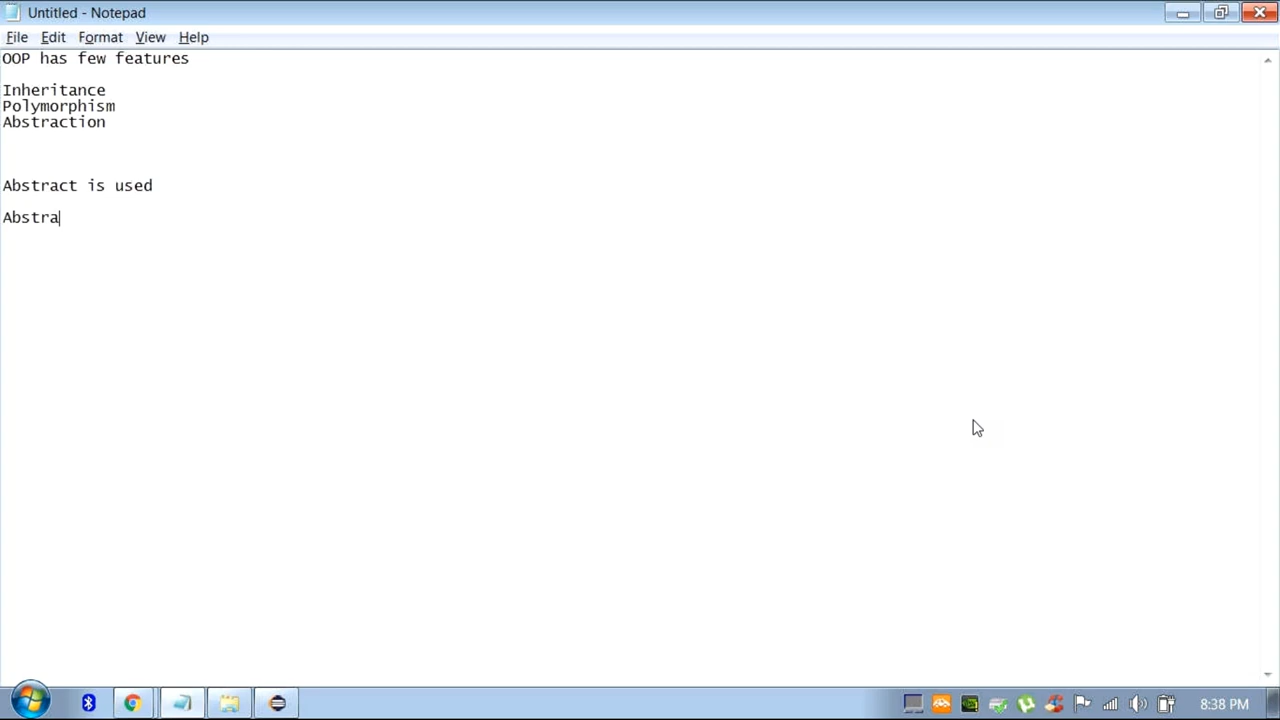 Untitled - Notepad
File Edit Format View Help
OOP has few features
Inheritance
Polymorphism
Abstraction
Abstract is used
Abstra
8:38 PM